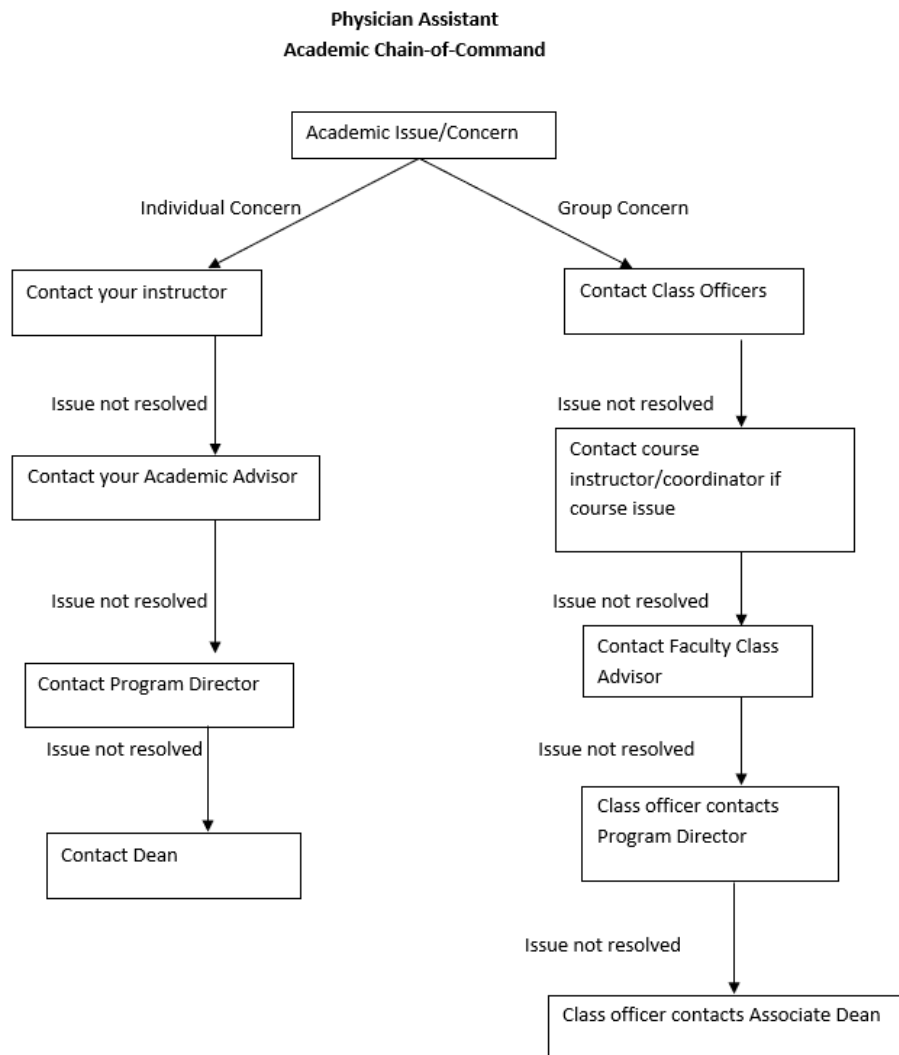 Physician Assistant
Academic Chain-of-Command
Academic Issue/Concern
Individual Concern
Group Concern
Contact your instructor
Contact Class Officers
Issue not resolved
Issue not resolved
Contact your Academic Advisor
Contact course
instructor/coordinator if
course issue
Issue not resolved
Issue not resolved
Contact Program Director
Contact Faculty Class
Advisor
Issue not resolved
Issue not resolved
Contact Dean
Class officer contacts
Program Director
Issue not resolved
Class officer contacts Associate Dean